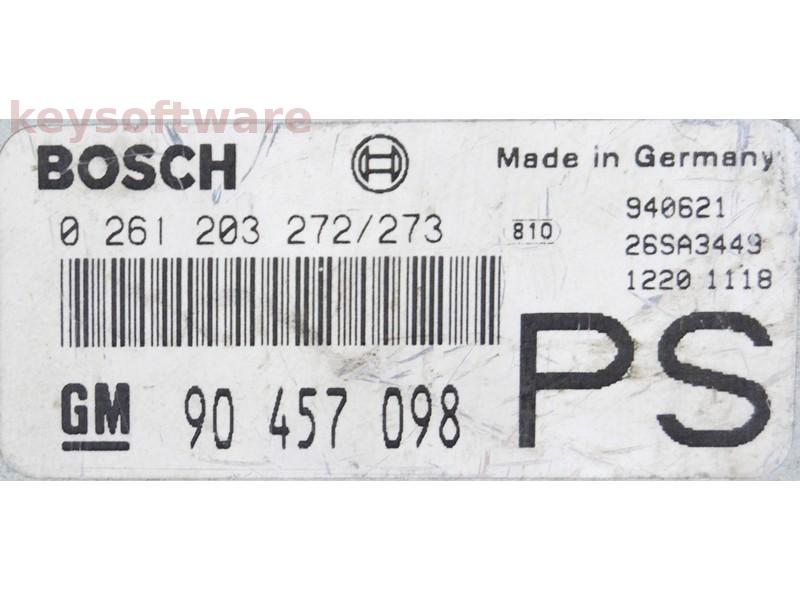 keysoftware
BOSCH Made in Germany
0 261 203 272/273 810 940621
26SA3449
1220 1118
PS
GM 90 457 098